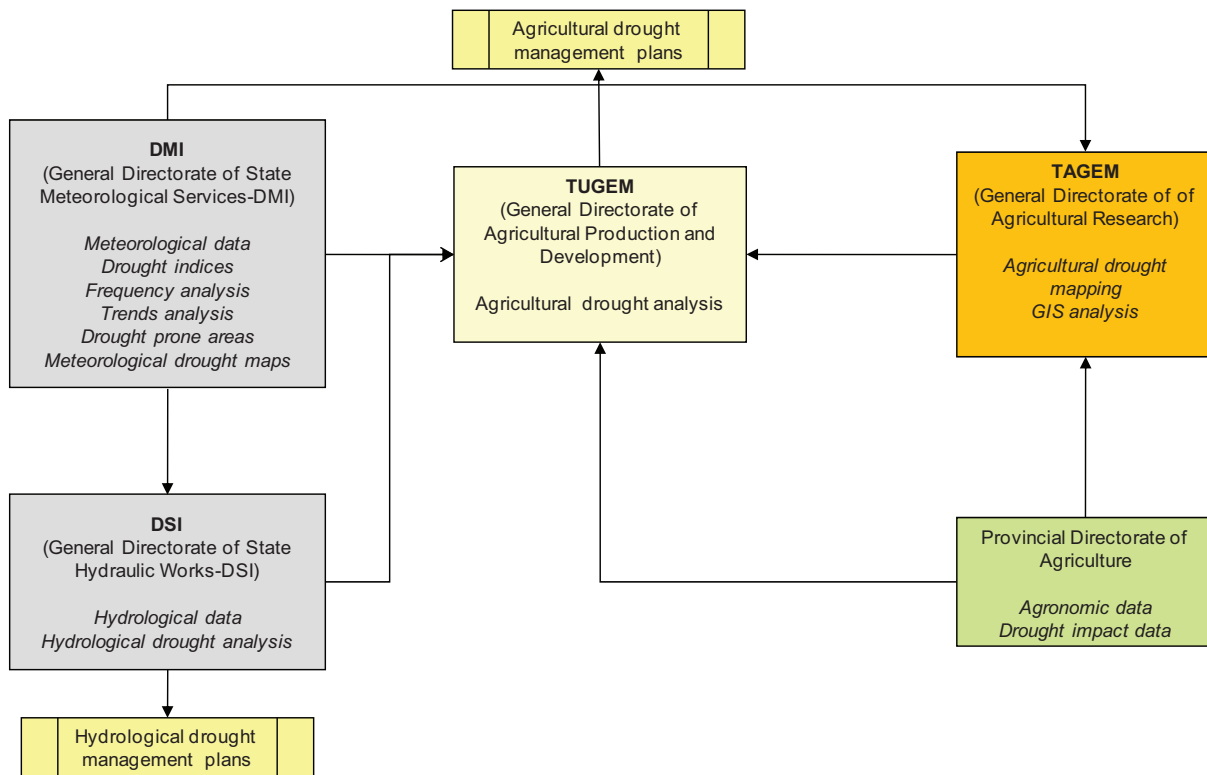 Agricultural drought
management plans
DMI
(General Directorate of State
Meteorological Services-DMI)
Meteorological data
Drought indices
Frequency analysis
Trends analysis
Drought prone areas
Meteorological drought maps
TUGEM
(General Directorate of
Agricultural Production and
Development)
Agricultural drought analysis
TAGEM
(General Directorate of of
Agricultural Research)
Agricultural drought
mapping
GIS analysis
DSI
(General Directorate of State
Hydraulic Works-DSI)
Hydrological data
Hydrological drought analysis
Provincial Directorate of
Agriculture
Agronomic data
Drought impact data
Hydrological drought
management plans